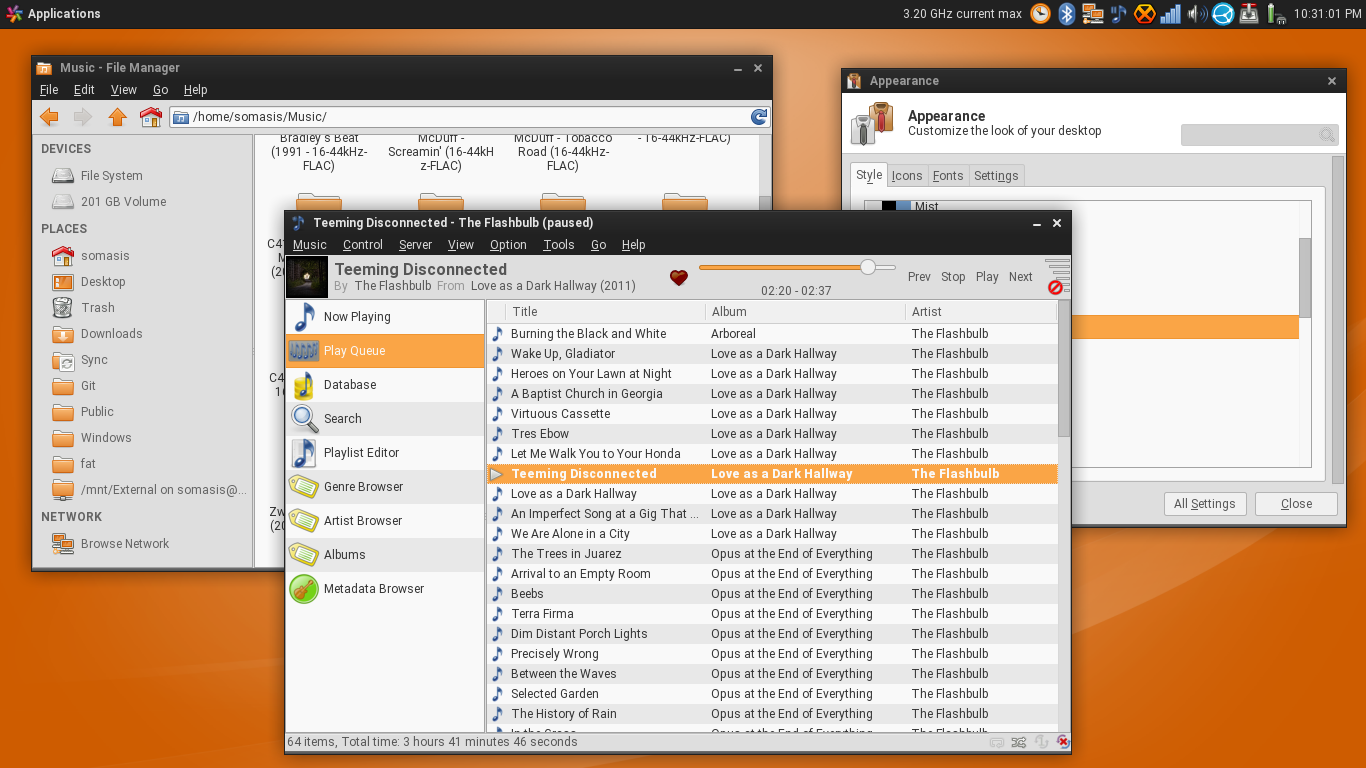 Applications
3.20 GHz current max
10:31:01 PM
Music - File Manager
File Edit View Go Help
/home/somasis/Music/
DEVICES
File System
201 GB Volume
PLACES
somasis
Desktop
Trash
Downloads
Sync
Git
Public
Windows
fat
/mnt/External on somasis@...
NETWORK
Browse Network
Bradley's Beat
(1991 - 16-44kHz-
FLAC)
McDuff -
Screamin' (16-44kH
z-FLAC)
McDuff - Tobacco
Road (16-44kHz-
FLAC)
- 16-44kHz-FLAC)
Appearance
Appearance
Customize the look of your desktop
Style Icons Fonts Settings
Mist
All Settings
Close
Teeming Disconnected - The Flashbulb (paused)
Music Control Server View Option Tools Go Help
Teeming Disconnected
By The Flashbulb From Love as a Dark Hallway (2011)
02:20 - 02:37
Prev Stop Play Next
Now Playing
Play Queue
Database
Search
Playlist Editor
Genre Browser
Artist Browser
Albums
Metadata Browser
Title Album Artist
Burning the Black and White Arboreal The Flashbulb
Wake Up, Gladiator Love as a Dark Hallway The Flashbulb
Heroes on Your Lawn at Night Love as a Dark Hallway The Flashbulb
A Baptist Church in Georgia Love as a Dark Hallway The Flashbulb
Virtuous Cassette Love as a Dark Hallway The Flashbulb
Tres Ebow Love as a Dark Hallway The Flashbulb
Let Me Walk You to Your Honda Love as a Dark Hallway The Flashbulb
Teeming Disconnected Love as a Dark Hallway The Flashbulb
Love as a Dark Hallway Love as a Dark Hallway The Flashbulb
An Imperfect Song at a Gig That ... Love as a Dark Hallway The Flashbulb
We Are Alone in a City Love as a Dark Hallway The Flashbulb
The Trees in Juarez Opus at the End of Everything The Flashbulb
Arrival to an Empty Room Opus at the End of Everything The Flashbulb
Beebs Opus at the End of Everything The Flashbulb
Terra Firma Opus at the End of Everything The Flashbulb
Dim Distant Porch Lights Opus at the End of Everything The Flashbulb
Precisely Wrong Opus at the End of Everything The Flashbulb
Between the Waves Opus at the End of Everything The Flashbulb
Selected Garden Opus at the End of Everything The Flashbulb
The History of Rain Opus at the End of Everything The Flashbulb
64 items, Total time: 3 hours 41 minutes 46 seconds